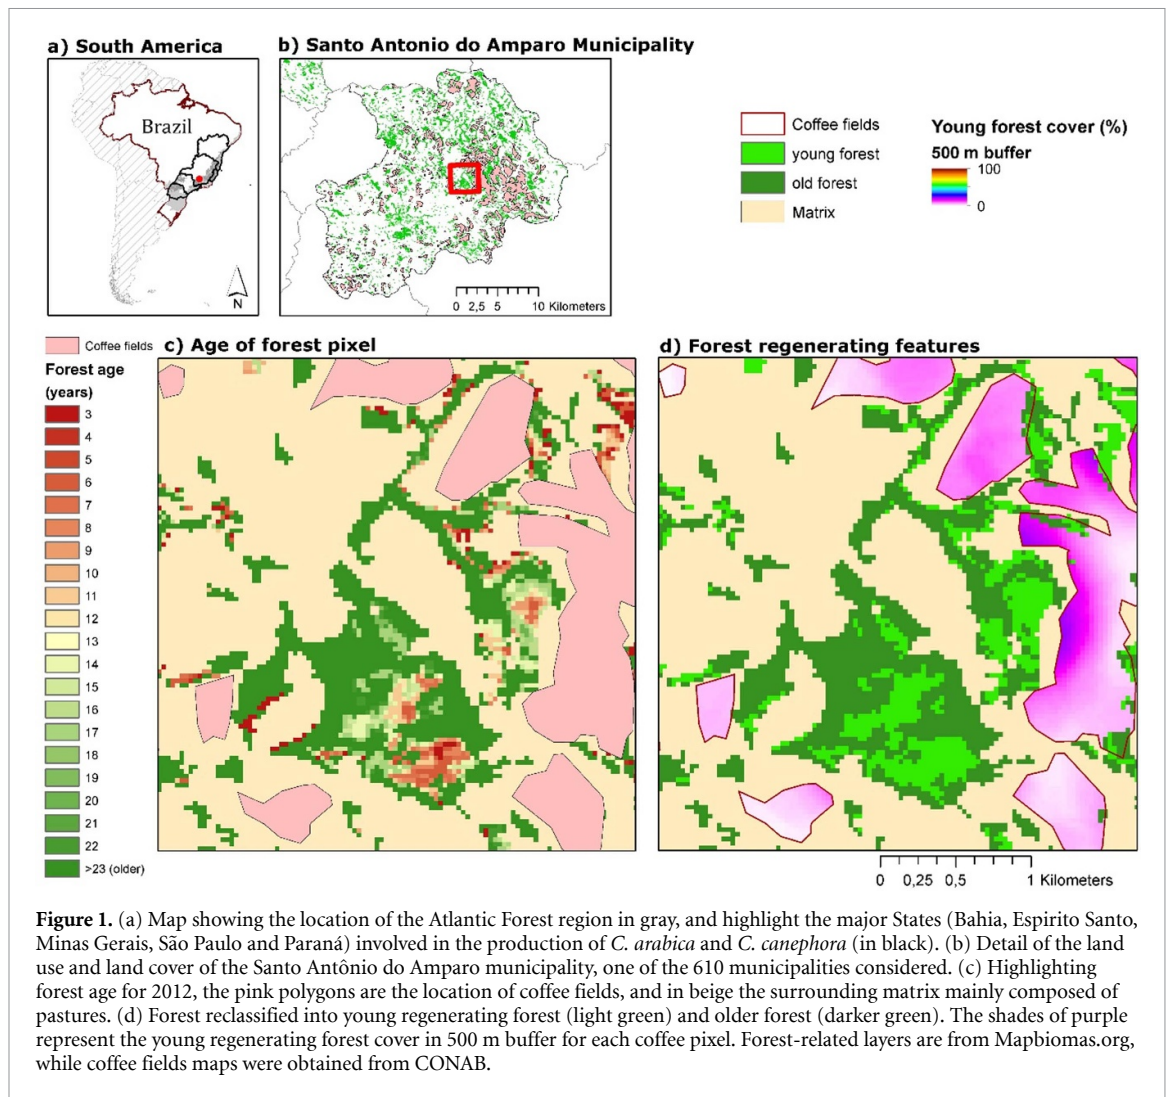 a) South America
b) Santo Antonio do Amparo Municipality
Brazil
N
0 2,5 5 10 Kilometers
Coffee fields
young forest
old forest
Matrix
Young forest cover (%)
500 m buffer
100
0
Coffee fields
Forest age
(years)
3
4
5
6
7
8
9
10
11
12
13
14
15
16
17
18
19
20
21
22
>23 (older)
c) Age of forest pixel
d) Forest regenerating features
0 0,25 0,5 1 Kilometers
Figure 1. (a) Map showing the location of the Atlantic Forest region in gray, and highlight the major States (Bahia, Espirito Santo,
Minas Gerais, São Paulo and Paraná) involved in the production of C. arabica and C. canephora (in black). (b) Detail of the land
use and land cover of the Santo Antônio do Amparo municipality, one of the 610 municipalities considered. (c) Highlighting
forest age for 2012, the pink polygons are the location of coffee fields, and in beige the surrounding matrix mainly composed of
pastures. (d) Forest reclassified into young regenerating forest (light green) and older forest (darker green). The shades of purple
represent the young regenerating forest cover in 500 m buffer for each coffee pixel. Forest-related layers are from Mapbiomas.org,
while coffee fields maps were obtained from CONAB.